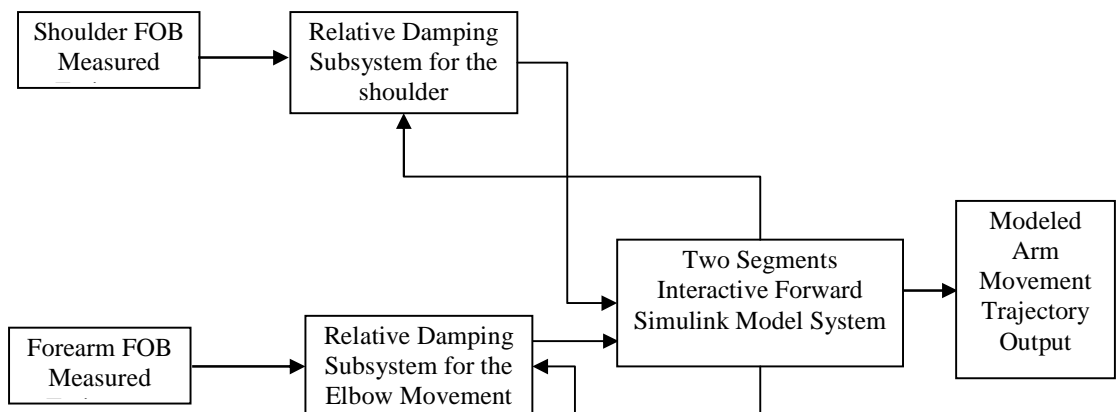 Shoulder FOB
Measured
Relative Damping
Subsystem for the
shoulder
Two Segments
Interactive Forward
Simulink Model System
Modeled
Arm
Movement
Trajectory
Output
Forearm FOB
Measured
Relative Damping
Subsystem for the
Elbow Movement